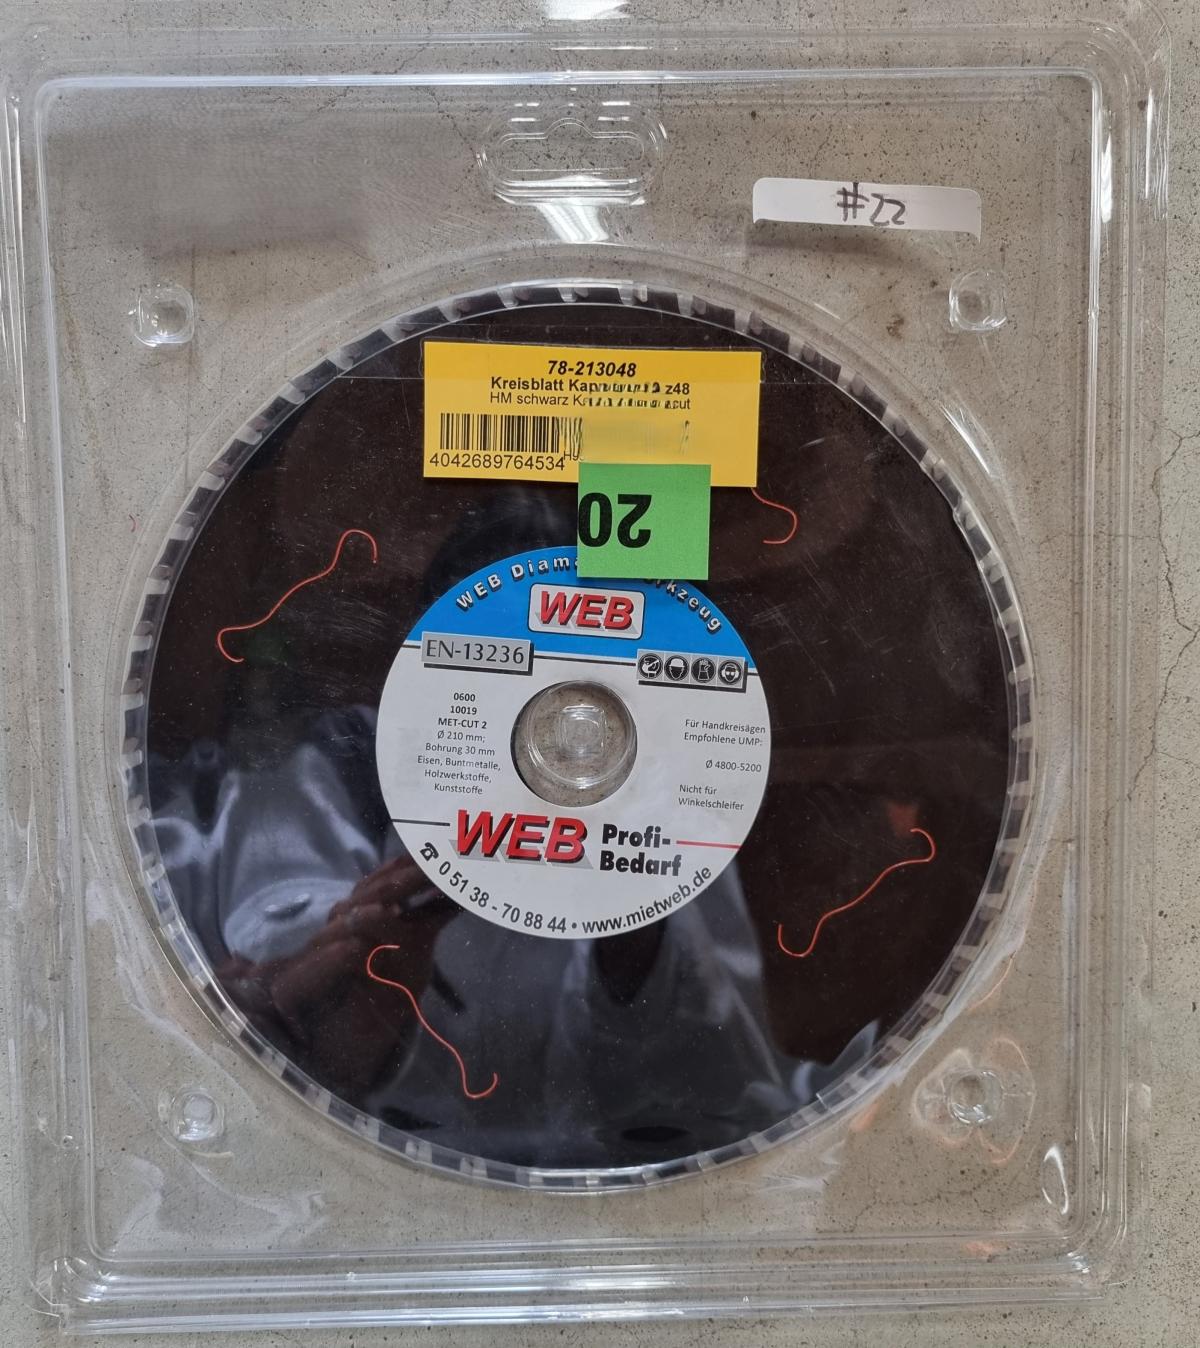 #22
78-213048
Kreisblatt z48
HM schwarz
4042689764534
20
WEB
WEB
EN-13236
0600
10019
MET-CUT 2
Ø 210 mm;
Bohrung 30 mm
Eisen, Buntmetalle,
Holzwerkstoffe,
Kunststoffe
Für Handkreisägen
Empfohlene UMP:
Ø 4800-5200
Nicht für
Winkelschleifer
WEB Profi-
Bedarf
☎ 0 51 38 - 70 88 44 • www.mietweb.de